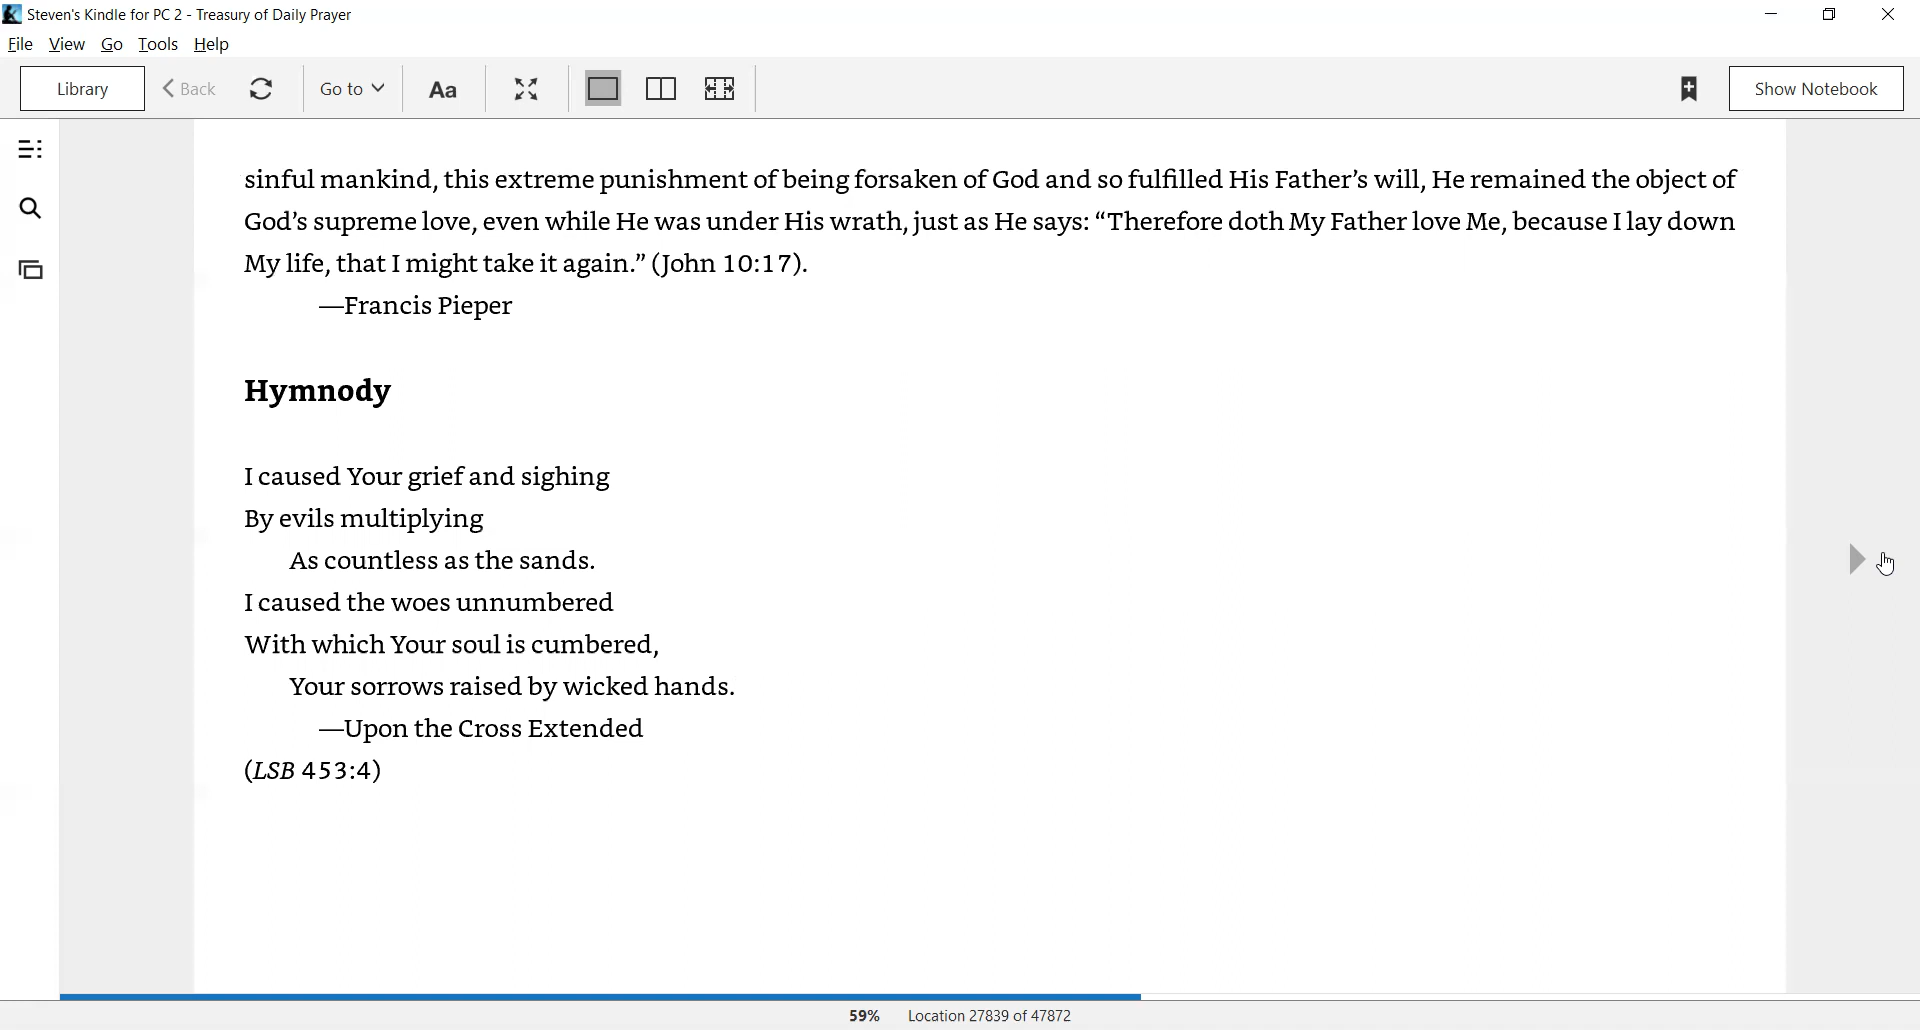 Steven's Kindle for PC 2 - Treasury of Daily Prayer
File View Go Tools Help
Library Back Go to Aa Show Notebook
sinful mankind, this extreme punishment of being forsaken of God and so fulfilled His Father’s will, He remained the object of
God’s supreme love, even while He was under His wrath, just as He says: “Therefore doth My Father love Me, because I lay down
My life, that I might take it again.” (John 10:17).
—Francis Pieper
Hymnody
I caused Your grief and sighing
By evils multiplying
As countless as the sands.
I caused the woes unnumbered
With which Your soul is cumbered,
Your sorrows raised by wicked hands.
—Upon the Cross Extended
(LSB 453:4)
59% Location 27839 of 47872